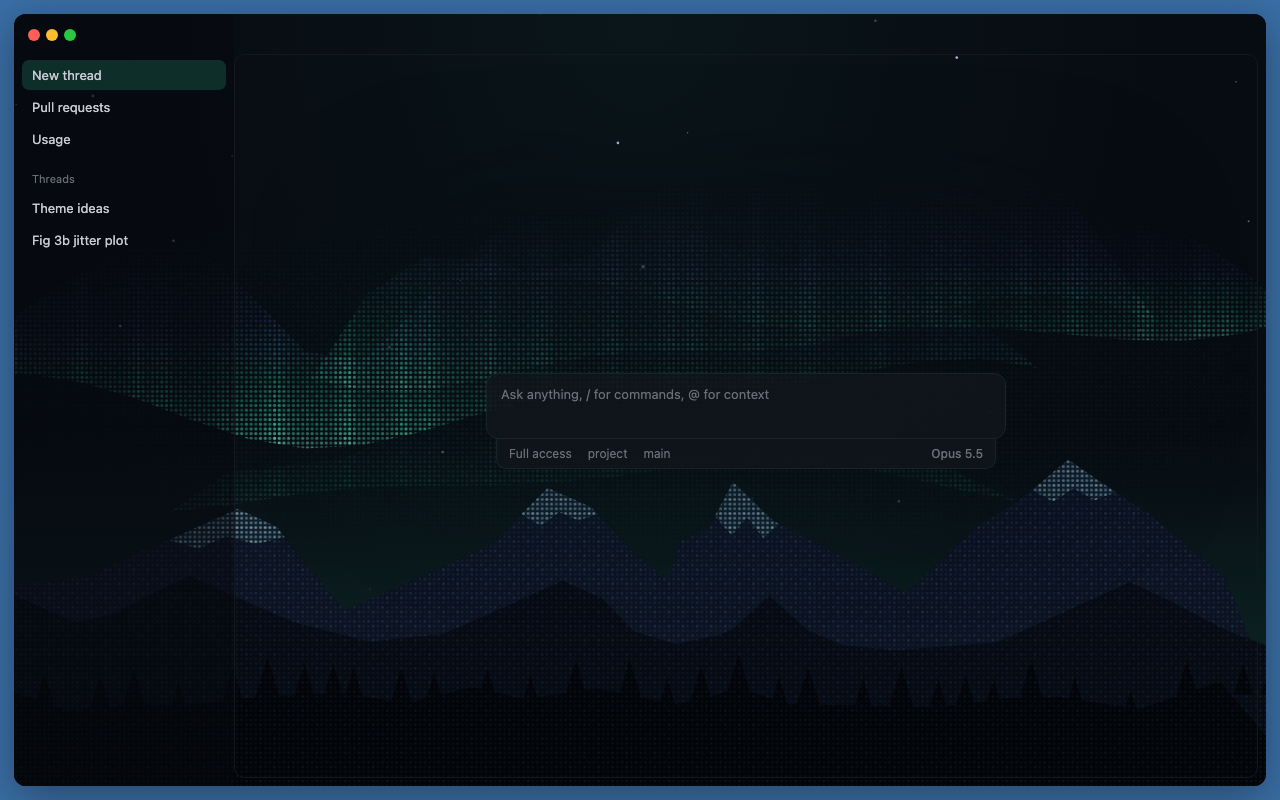 New thread
Pull requests
Usage
Threads
Theme ideas
Fig 3b jitter plot
Ask anything, / for commands, @ for context
Full access project main Opus 5.5